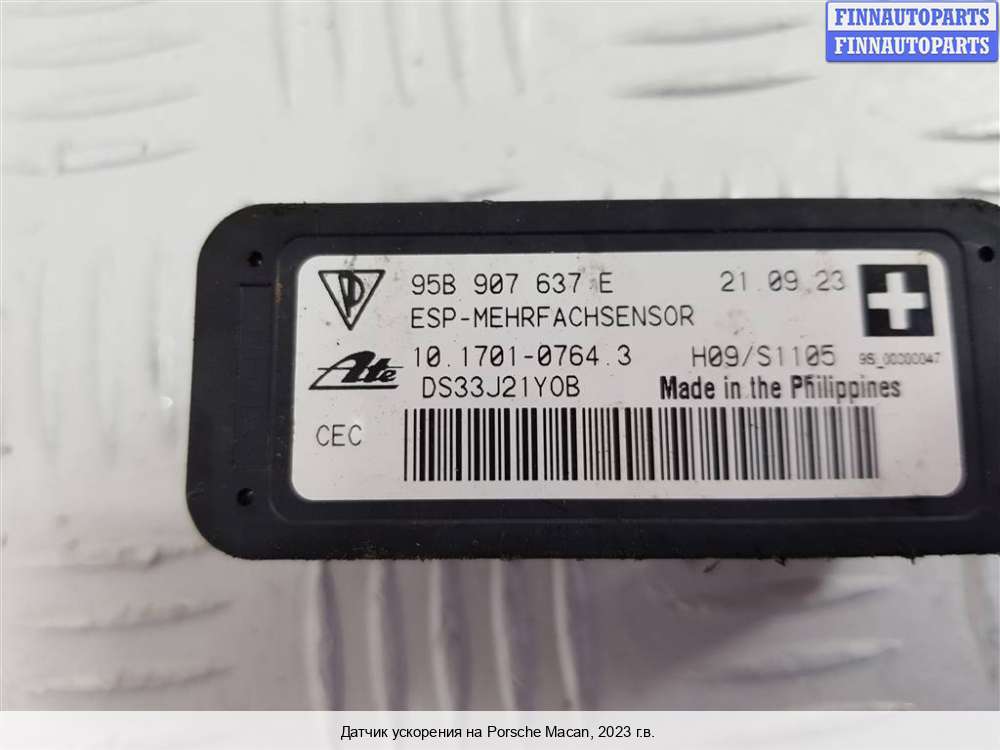 FINNAUTOPARTS
FINNAUTOPARTS
95B 907 637 E 21.09.23
ESP-MEHRFACHSENSOR
Ate 10.1701-0764.3 H09/S1105 9S_00300047
DS33J21Y0B Made in the Philippines
CEC
Датчик ускорения на Porsche Macan, 2023 г.в.